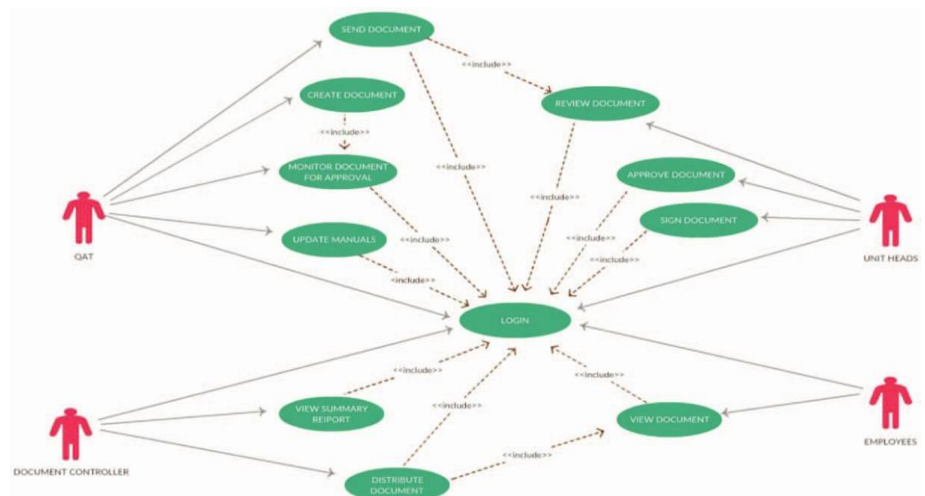 SEND DOCUMENT
<<include>>
CREATE DOCUMENT
REVIEW DOCUMENT
<<include>>
MONITOR DOCUMENT
FOR APPROVAL
<<include>>
APPROVE DOCUMENT
<<include>>
SIGN DOCUMENT
UPDATE MANUALS
<<include>>
<<include>>
QAT
<<include>>
UNIT HEADS
<<include>>
LOGIN
<<include>>
<<include>>
<<include>>
VIEW SUMMARY
REIPORT
VIEW DOCUMENT
EMPLOYEES
<<include>>
DOCUMENT CONTROLLER
DISTRIBUTE
DOCUMENT